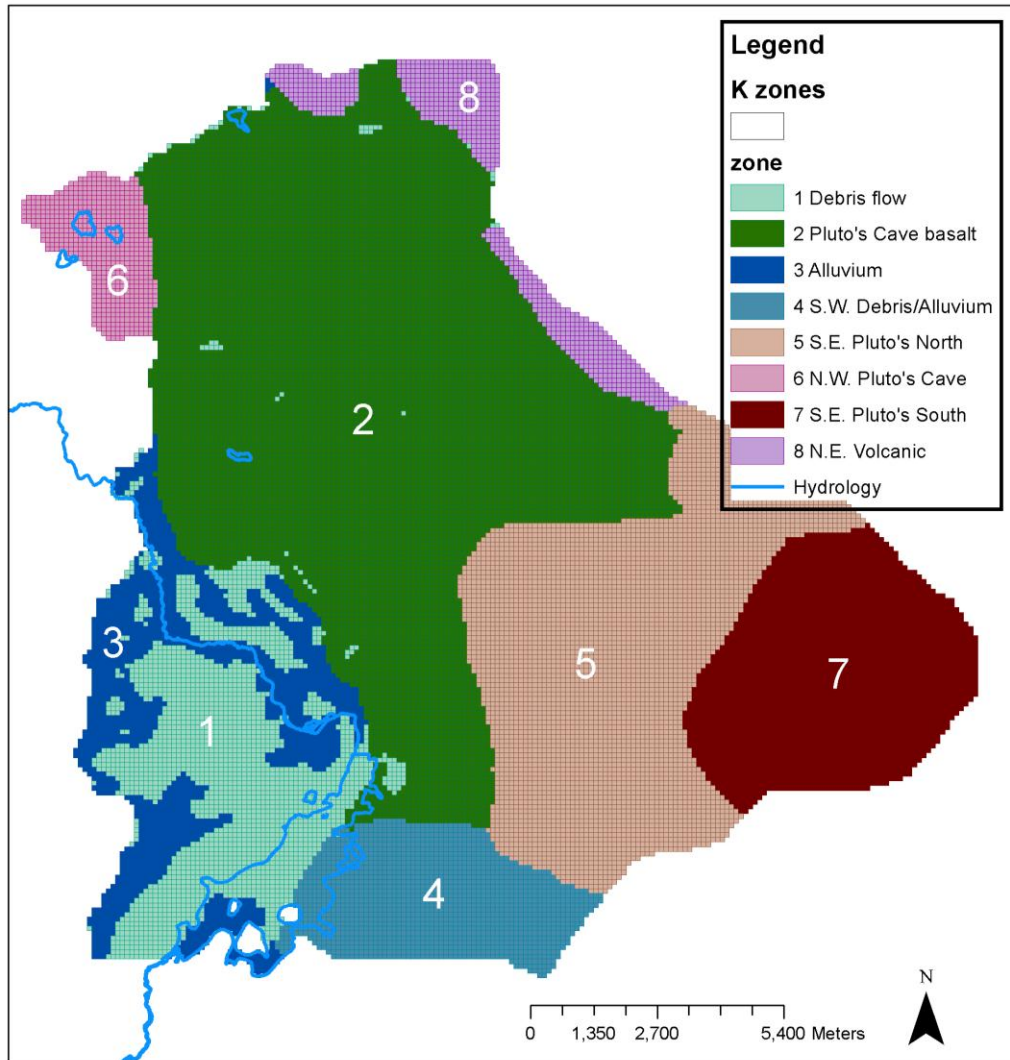 Legend
K zones
zone
1 Debris flow
2 Pluto's Cave basalt
3 Alluvium
4 S.W. Debris/Alluvium
5 S.E. Pluto's North
6 N.W. Pluto's Cave
7 S.E. Pluto's South
8 N.E. Volcanic
Hydrology
8
6
2
3
5
7
1
4
N
0 1,350 2,700 5,400 Meters